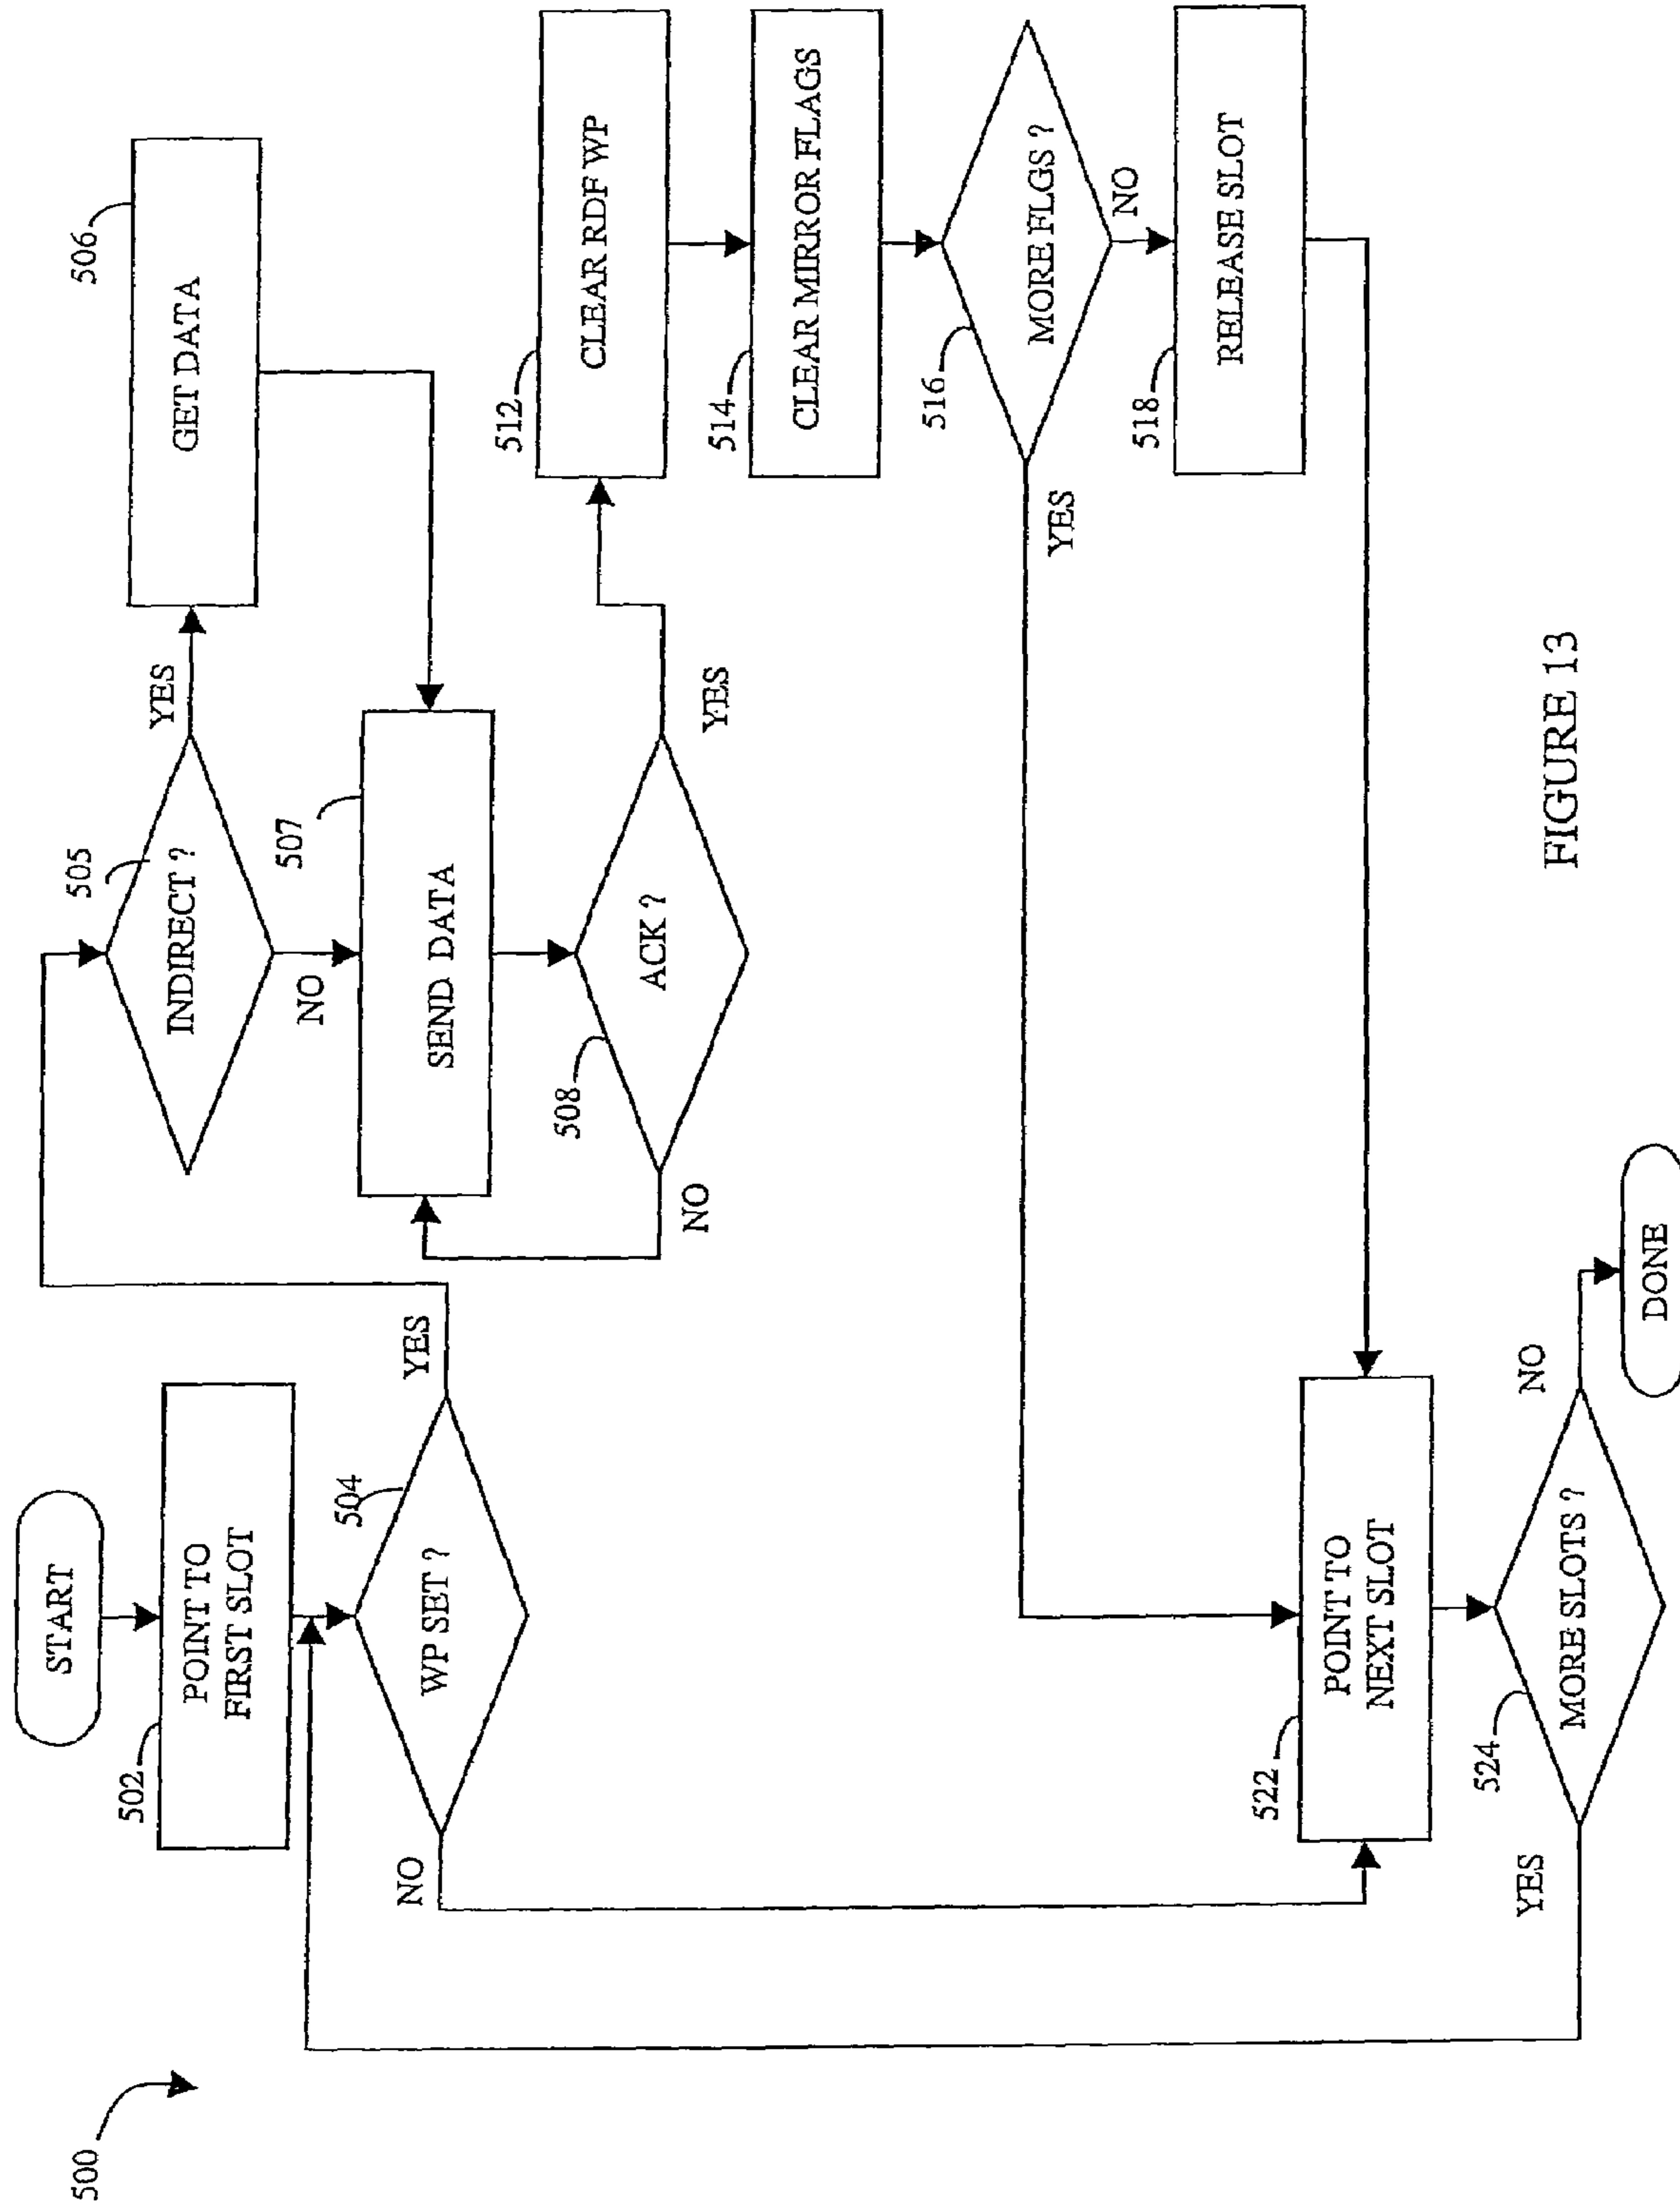 500
START
502
POINT TO
FIRST SLOT
504
WP SET ?
YES
NO
505
INDIRECT ?
YES
NO
506
GET DATA
507
SEND DATA
508
ACK ?
YES
NO
512
CLEAR RDF WP
514
CLEAR MIRROR FLAGS
516
MORE FLGS ?
YES
NO
518
RELEASE SLOT
522
POINT TO
NEXT SLOT
524
MORE SLOTS ?
YES
NO
DONE
FIGURE 13